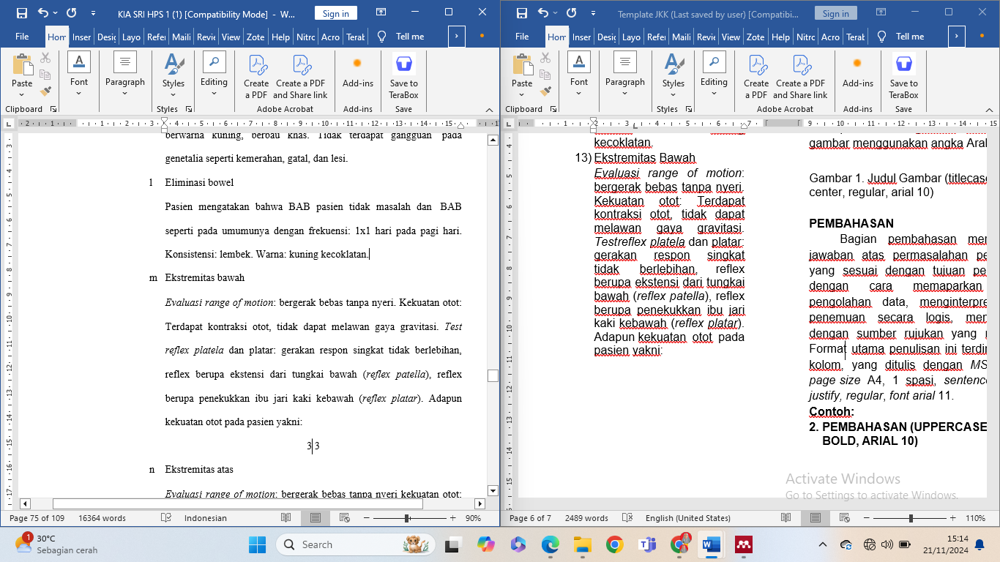 KIA SRI HPS 1 (1) [Compatibility Mode] - W...
Sign in
File
Hom
Inser
Desig
Layo
Refer
Maili
Revie
View
Zote
Help
Nitro
Acro
Terab
Tell me
Paste
Font
Paragraph
Styles
Editing
Create a PDF
Create a PDF and Share link
Add-ins
Save to TeraBox
Clipboard
Styles
Adobe Acrobat
Add-ins
Save
berwarna kuning, berbau khas. Tidak terdapat gangguan pada
genetalia seperti kemerahan, gatal, dan lesi.
l Eliminasi bowel
Pasien mengatakan bahwa BAB pasien tidak masalah dan BAB
seperti pada umumunya dengan frekuensi: 1x1 hari pada pagi hari.
Konsistensi: lembek. Warna: kuning kecoklatan.
m Ekstremitas bawah
Evaluasi range of motion: bergerak bebas tanpa nyeri. Kekuatan otot:
Terdapat kontraksi otot, tidak dapat melawan gaya gravitasi. Test
reflex platela dan platar: gerakan respon singkat tidak berlebihan,
reflex berupa ekstensi dari tungkai bawah (reflex patella), reflex
berupa penekukkan ibu jari kaki kebawah (reflex platar). Adapun
kekuatan otot pada pasien yakni:
3 3
n Ekstremitas atas
Evaluasi range of motion: bergerak bebas tanpa nyeri kekuatan otot:
Page 75 of 109
16364 words
Indonesian
90%
Template JKK (Last saved by user) [Compatibi...
Sign in
File
Hom
Inser
Desig
Layo
Refer
Maili
Revie
View
Zote
Help
Nitro
Acro
Terab
Tell me
Paste
Font
Paragraph
Styles
Editing
Create a PDF
Create a PDF and Share link
Add-ins
Save to TeraBox
Clipboard
Styles
Adobe Acrobat
Add-ins
Save
kecoklatan.
13) Ekstremitas Bawah
Evaluasi range of motion:
bergerak bebas tanpa nyeri.
Kekuatan otot: Terdapat
kontraksi otot, tidak dapat
melawan gaya gravitasi.
Testreflex platela dan platar:
gerakan respon singkat
tidak berlebihan, reflex
berupa ekstensi dari tungkai
bawah (reflex patella), reflex
berupa penekukkan ibu jari
kaki kebawah (reflex platar).
Adapun kekuatan otot pada
pasien yakni:
gambar menggunakan angka Aral
Gambar 1. Judul Gambar (titlecase
center, regular, arial 10)
PEMBAHASAN
Bagian pembahasan men
jawaban atas permasalahan pe
yang sesuai dengan tujuan pe
dengan cara memaparkan
pengolahan data, menginterpre
penemuan secara logis, men
dengan sumber rujukan yang r
Format utama penulisan ini terdir
kolom, yang ditulis dengan MS
page size A4, 1 spasi, sentence
justify, regular, font arial 11.
Contoh:
2. PEMBAHASAN (UPPERCASE
BOLD, ARIAL 10)
Activate Windows
Go to Settings to activate Windows.
Page 6 of 7
2489 words
English (United States)
110%
1
30°C
Sebagian cerah
Search
15:14
21/11/2024